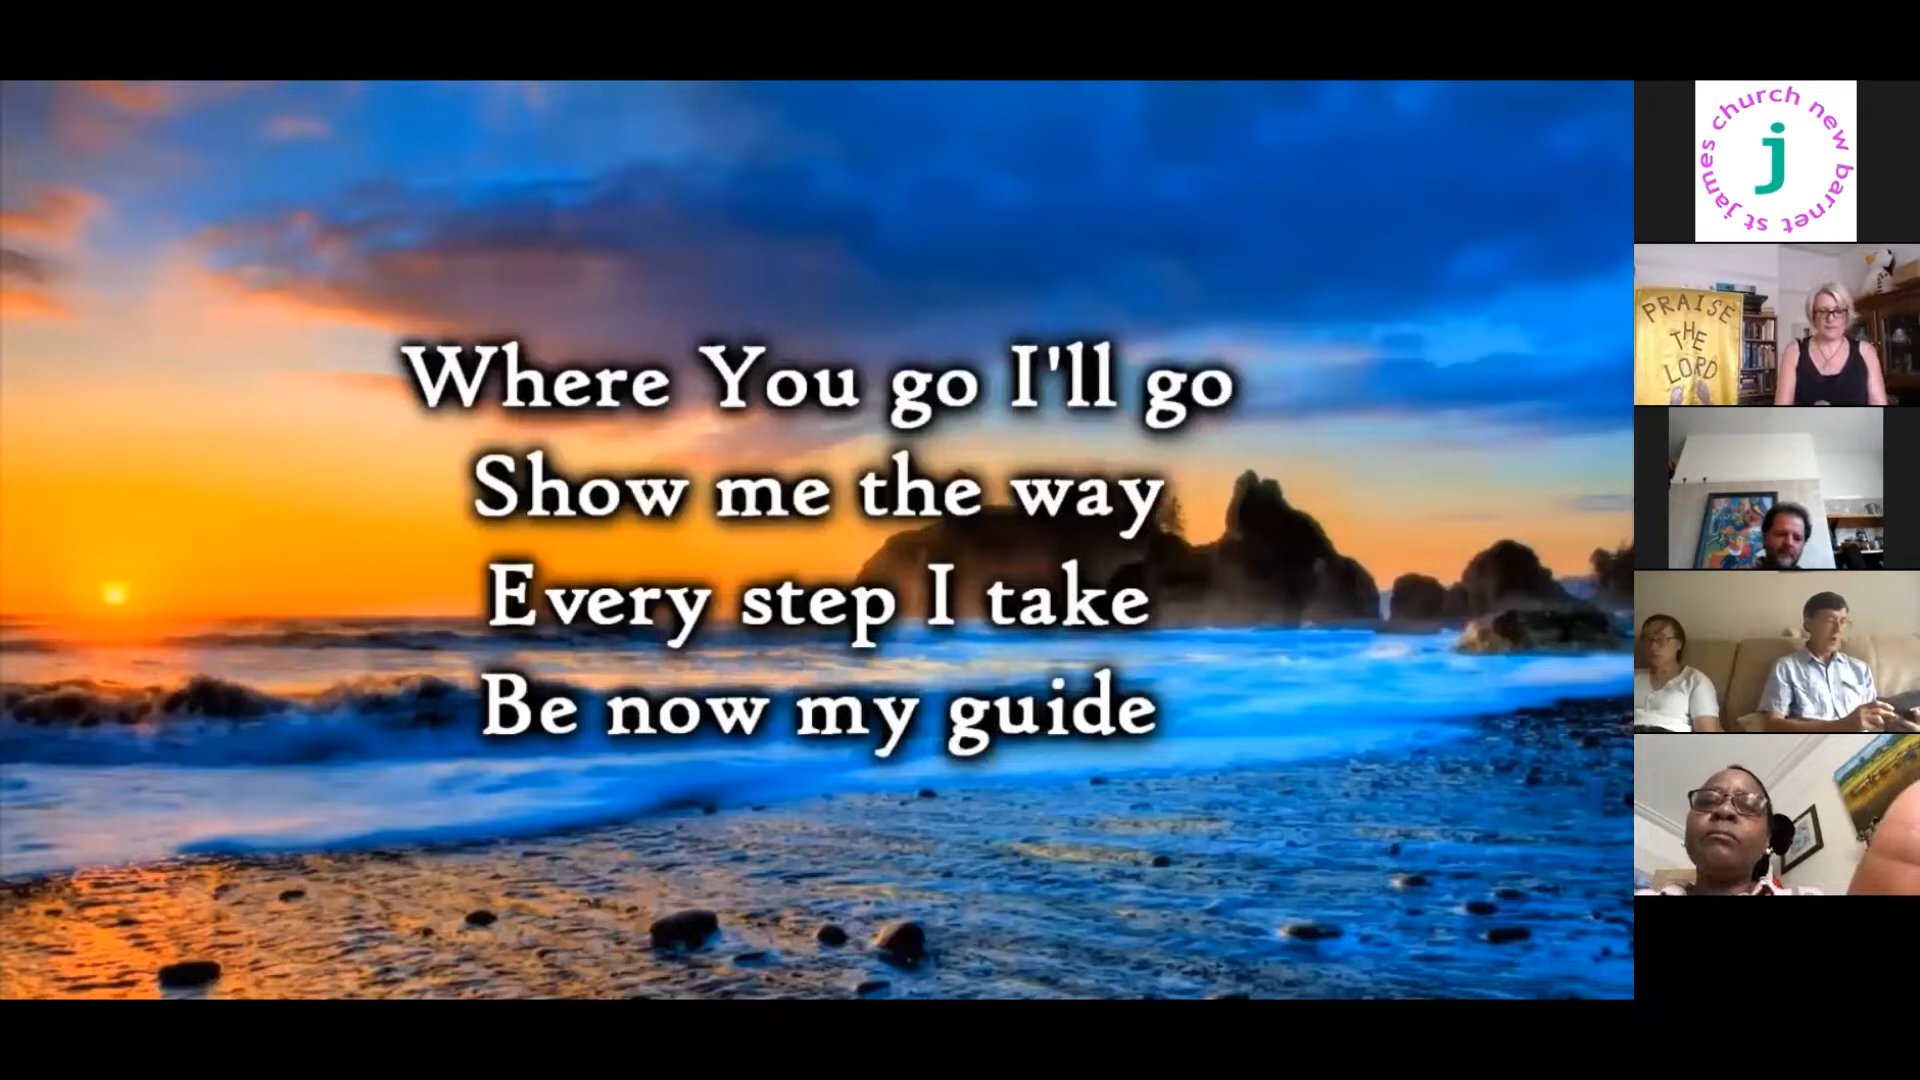 Where You go I'll go
Show me the way
Every step I take
Be now my guide
st james church new barnet
j
PRAISE
THE
LORD